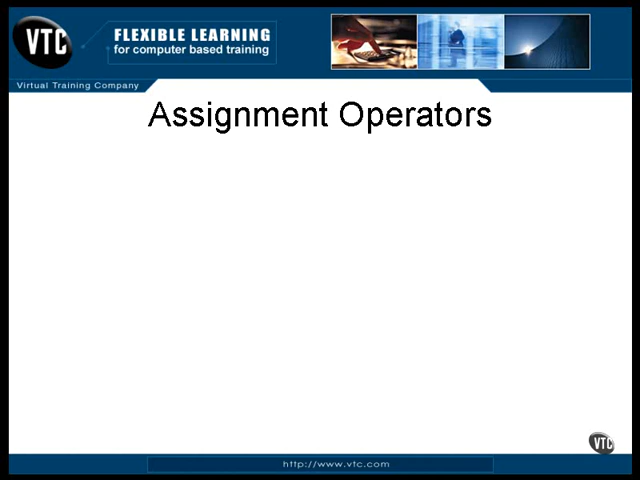 VTC
FLEXIBLE LEARNING
for computer based training
Virtual Training Company
Assignment Operators
VTC
http://www.vtc.com